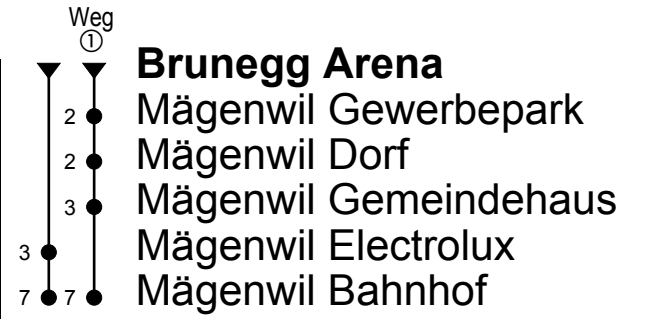 Weg
①
Brunegg Arena
2 Mägenwil Gewerbepark
2 Mägenwil Dorf
3 Mägenwil Gemeindehaus
3 Mägenwil Electrolux
7 7 Mägenwil Bahnhof